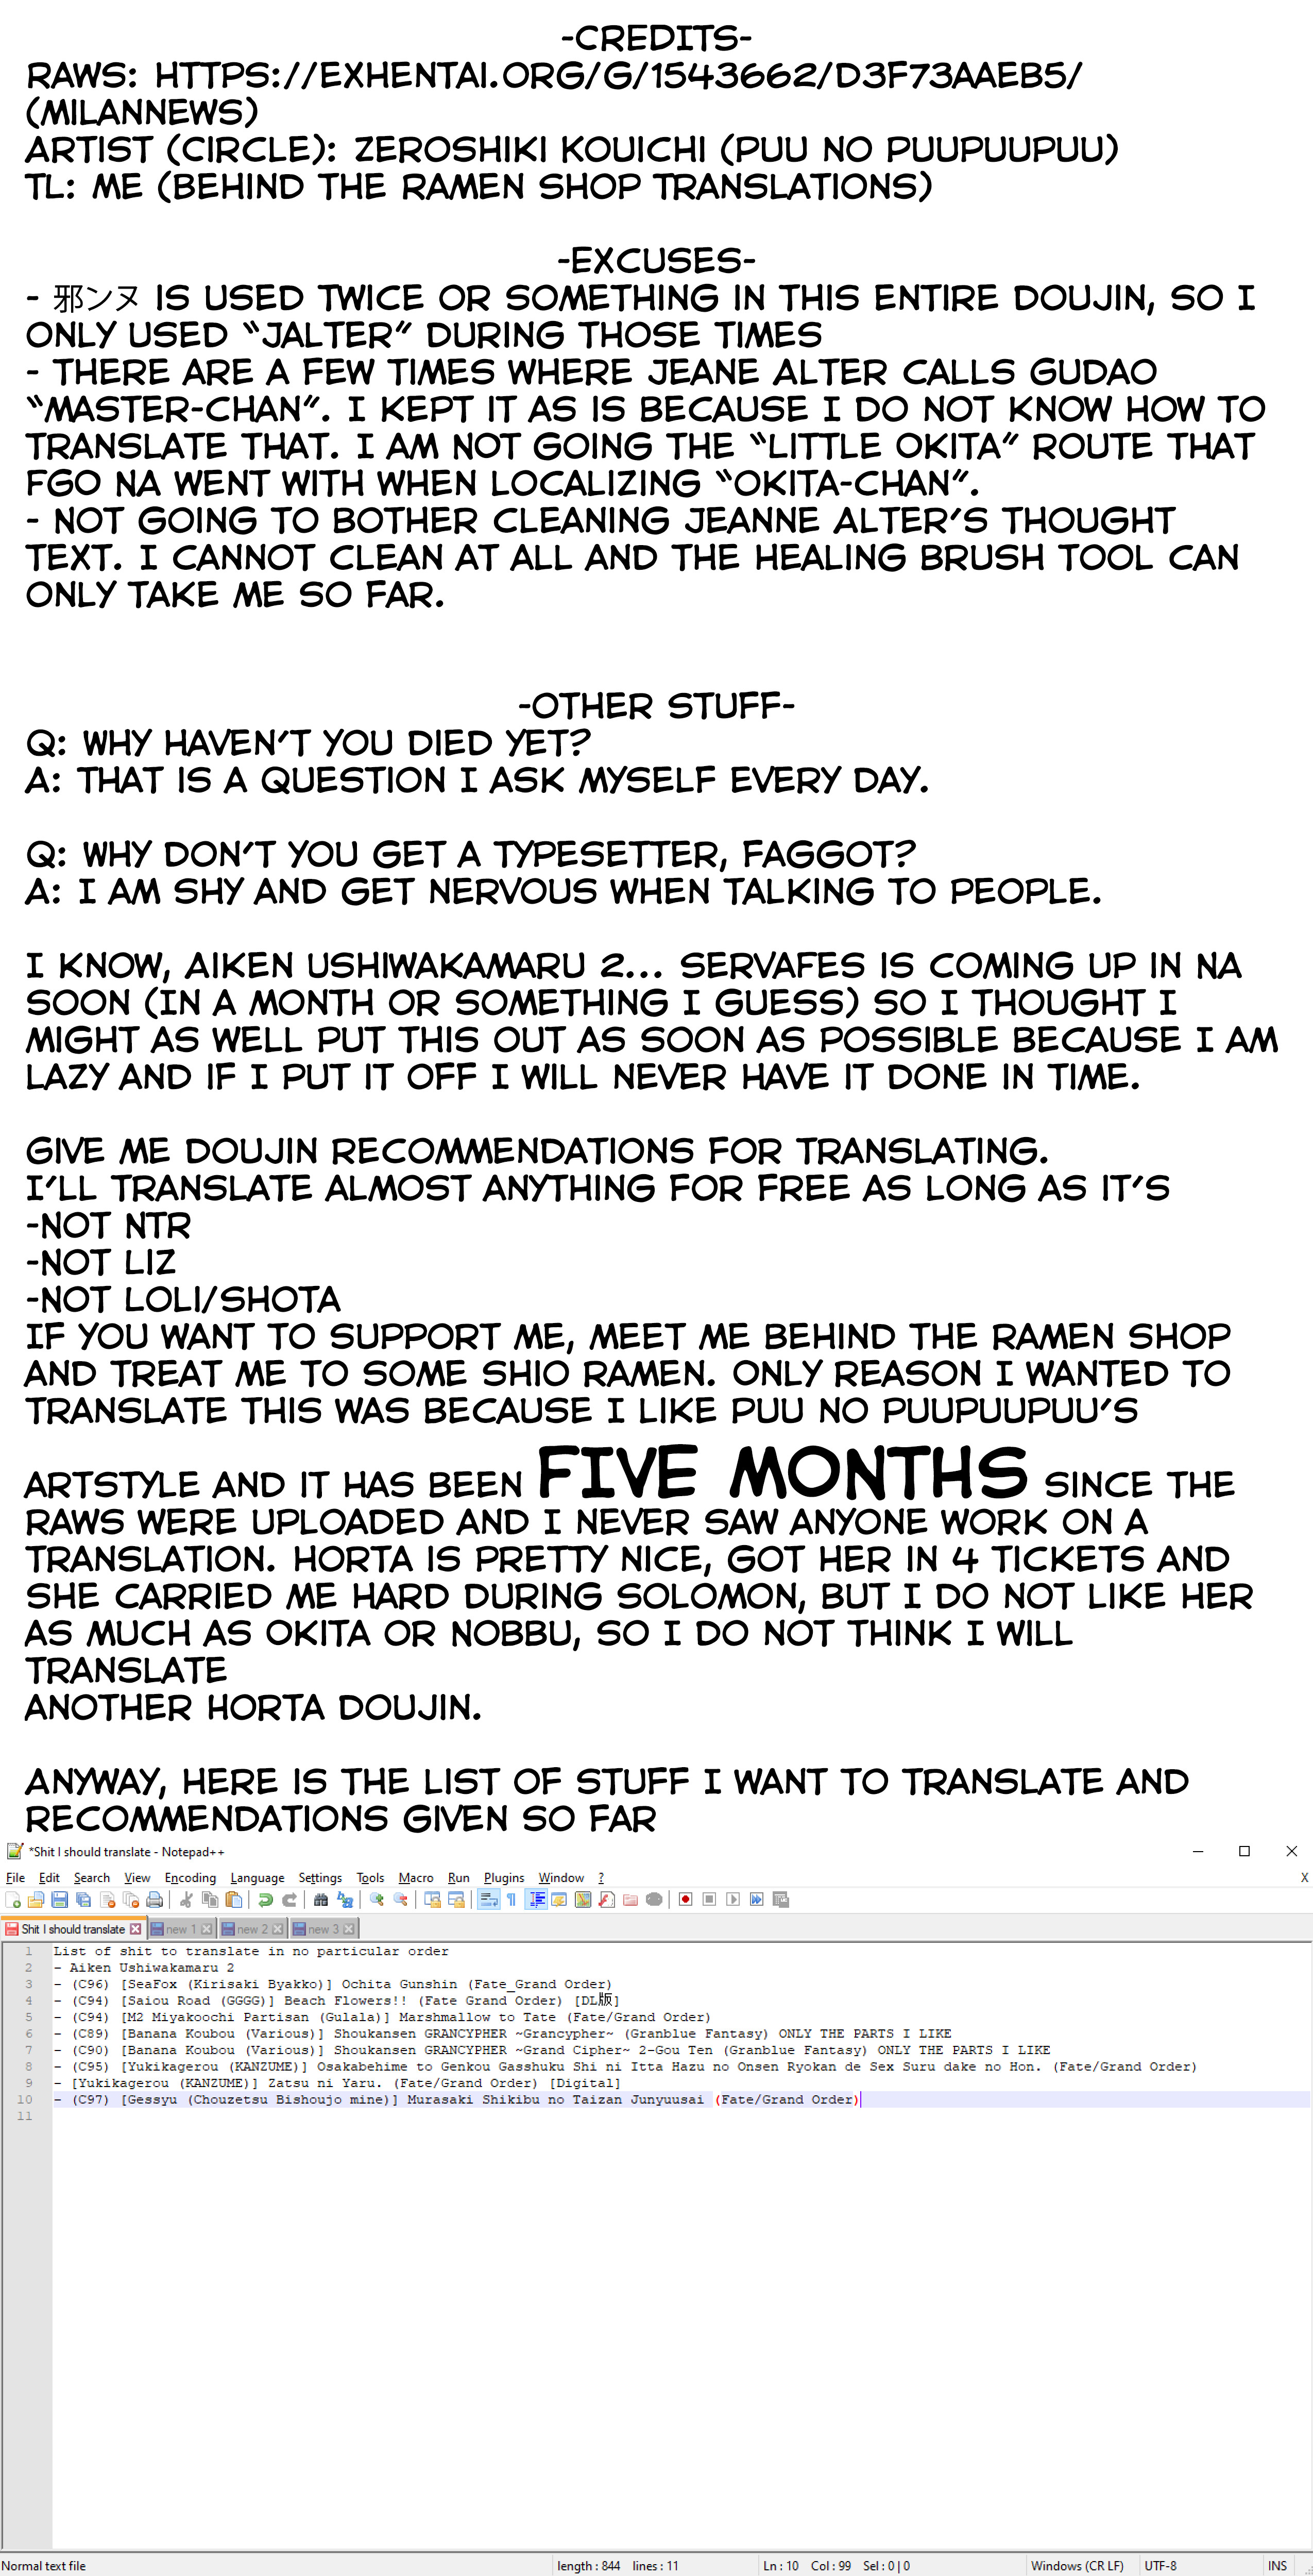 -CREDITS-
RAWS: HTTPS://EXHENTAI.ORG/G/1543662/D3F73AAEB5/
(MILANNEWS)
ARTIST (CIRCLE): ZEROSHIKI KOUICHI (PUU NO PUUPUUPUU)
TL: ME (BEHIND THE RAMEN SHOP TRANSLATIONS)
-EXCUSES-
- 邪ンヌ IS USED TWICE OR SOMETHING IN THIS ENTIRE DOUJIN, SO I
ONLY USED "JALTER" DURING THOSE TIMES
- THERE ARE A FEW TIMES WHERE JEANE ALTER CALLS GUDAO
"MASTER-CHAN". I KEPT IT AS IS BECAUSE I DO NOT KNOW HOW TO
TRANSLATE THAT. I AM NOT GOING THE "LITTLE OKITA" ROUTE THAT
FGO NA WENT WITH WHEN LOCALIZING "OKITA-CHAN".
- NOT GOING TO BOTHER CLEANING JEANNE ALTER'S THOUGHT
TEXT. I CANNOT CLEAN AT ALL AND THE HEALING BRUSH TOOL CAN
ONLY TAKE ME SO FAR.
-OTHER STUFF-
Q: WHY HAVEN'T YOU DIED YET?
A: THAT IS A QUESTION I ASK MYSELF EVERY DAY.
Q: WHY DON'T YOU GET A TYPESETTER, FAGGOT?
A: I AM SHY AND GET NERVOUS WHEN TALKING TO PEOPLE.
I KNOW, AIKEN USHIWAKAMARU 2... SERVAFES IS COMING UP IN NA
SOON (IN A MONTH OR SOMETHING I GUESS) SO I THOUGHT I
MIGHT AS WELL PUT THIS OUT AS SOON AS POSSIBLE BECAUSE I AM
LAZY AND IF I PUT IT OFF I WILL NEVER HAVE IT DONE IN TIME.
GIVE ME DOUJIN RECOMMENDATIONS FOR TRANSLATING.
I'LL TRANSLATE ALMOST ANYTHING FOR FREE AS LONG AS IT'S
-NOT NTR
-NOT LIZ
-NOT LOLI/SHOTA
IF YOU WANT TO SUPPORT ME, MEET ME BEHIND THE RAMEN SHOP
AND TREAT ME TO SOME SHIO RAMEN. ONLY REASON I WANTED TO
TRANSLATE THIS WAS BECAUSE I LIKE PUU NO PUUPUUPUU'S
ARTSTYLE AND IT HAS BEEN FIVE MONTHS SINCE THE
RAWS WERE UPLOADED AND I NEVER SAW ANYONE WORK ON A
TRANSLATION. HORTA IS PRETTY NICE, GOT HER IN 4 TICKETS AND
SHE CARRIED ME HARD DURING SOLOMON, BUT I DO NOT LIKE HER
AS MUCH AS OKITA OR NOBBU, SO I DO NOT THINK I WILL
TRANSLATE
ANOTHER HORTA DOUJIN.
ANYWAY, HERE IS THE LIST OF STUFF I WANT TO TRANSLATE AND
RECOMMENDATIONS GIVEN SO FAR
*Shit I should translate - Notepad++
File Edit Search View Encoding Language Settings Tools Macro Run Plugins Window ? X
Shit I should translate new 1 new 2 new 3
1 List of shit to translate in no particular order
2 - Aiken Ushiwakamaru 2
3 - (C96) [SeaFox (Kirisaki Byakko)] Ochita Gunshin (Fate_Grand Order)
4 - (C94) [Saiou Road (GGGG)] Beach Flowers!! (Fate Grand Order) [DL版]
5 - (C94) [M2 Miyakoochi Partisan (Gulala)] Marshmallow to Tate (Fate/Grand Order)
6 - (C89) [Banana Koubou (Various)] Shoukansen GRANCYPHER ~Grancypher~ (Granblue Fantasy) ONLY THE PARTS I LIKE
7 - (C90) [Banana Koubou (Various)] Shoukansen GRANCYPHER ~Grand Cipher~ 2-Gou Ten (Granblue Fantasy) ONLY THE PARTS I LIKE
8 - (C95) [Yukikagerou (KANZUME)] Osakabehime to Genkou Gasshuku Shi ni Itta Hazu no Onsen Ryokan de Sex Suru dake no Hon. (Fate/Grand Order)
9 - [Yukikagerou (KANZUME)] Zatsu ni Yaru. (Fate/Grand Order) [Digital]
10 - (C97) [Gessyu (Chouzetsu Bishoujo mine)] Murasaki Shikibu no Taizan Junyuusai (Fate/Grand Order)
11
Normal text file length : 844 lines : 11 Ln : 10 Col : 99 Sel : 0 | 0 Windows (CR LF) UTF-8 INS